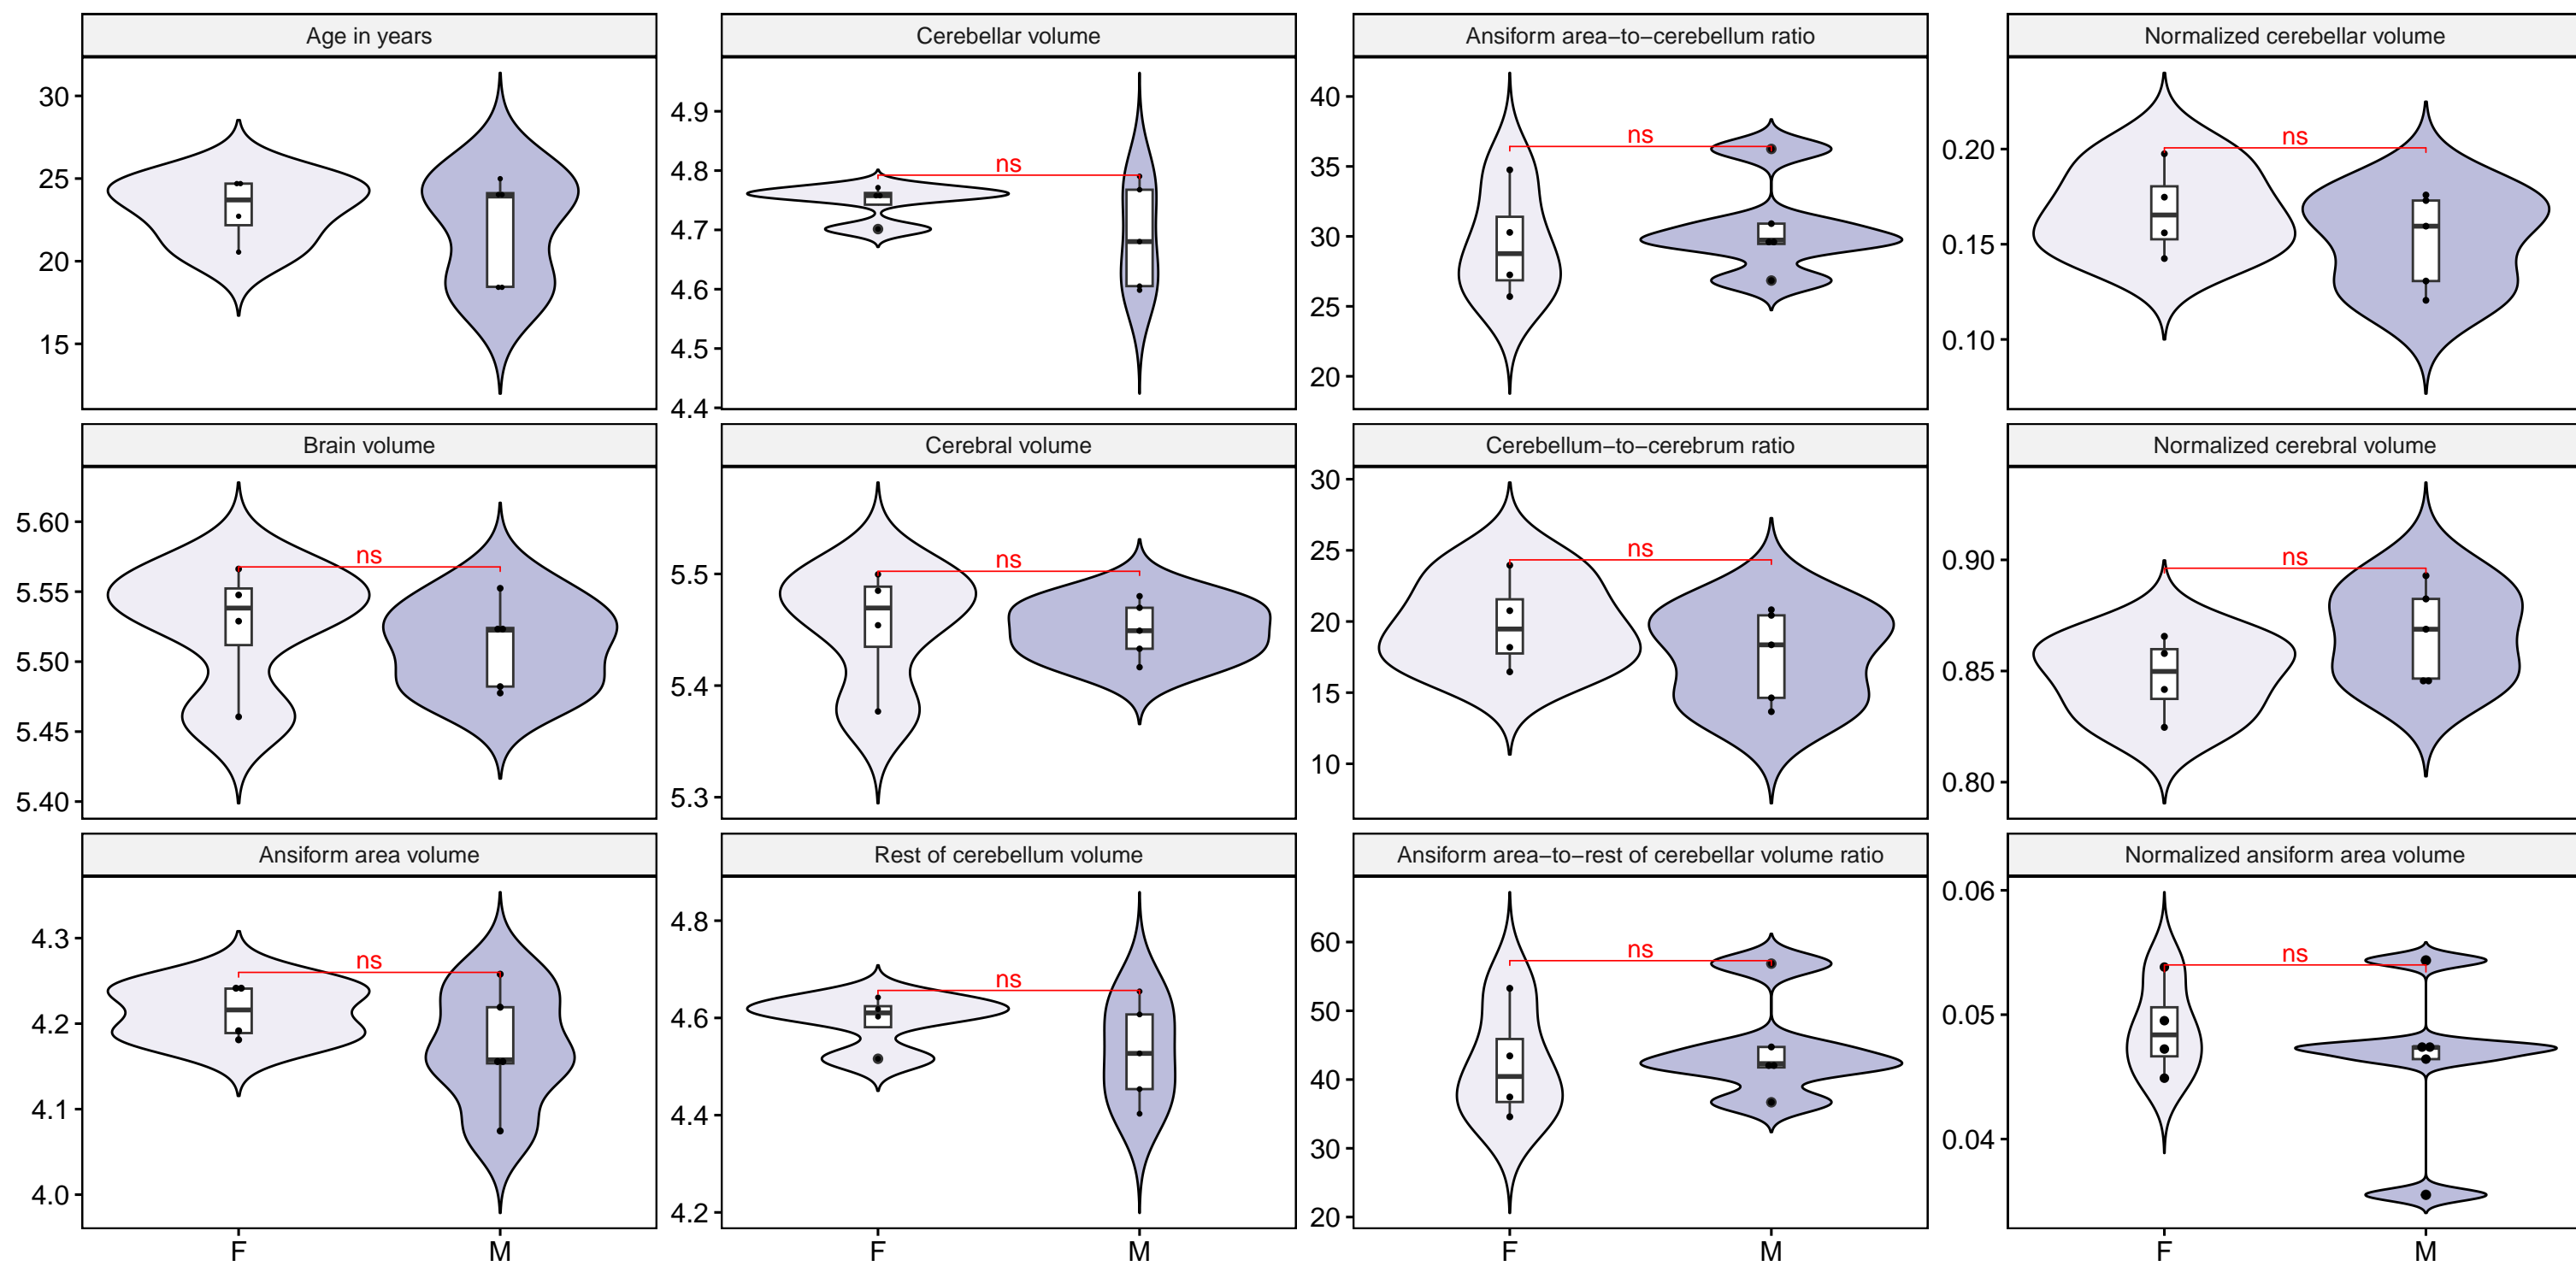 Age in years
Cerebellar volume
Ansiform area−to−cerebellum ratio
Normalized cerebellar volume
30
25
20
15
4.9
4.8
4.7
4.6
4.5
4.4
ns
40
35
30
25
20
ns
0.20
0.15
0.10
ns
Brain volume
Cerebral volume
Cerebellum−to−cerebrum ratio
Normalized cerebral volume
5.60
5.55
5.50
5.45
5.40
ns
5.5
5.4
5.3
ns
30
25
20
15
10
ns
0.90
0.85
0.80
ns
Ansiform area volume
Rest of cerebellum volume
Ansiform area−to−rest of cerebellar volume ratio
Normalized ansiform area volume
4.3
4.2
4.1
4.0
ns
4.8
4.6
4.4
4.2
ns
60
50
40
30
20
ns
0.06
0.05
0.04
ns
F M
F M
F M
F M